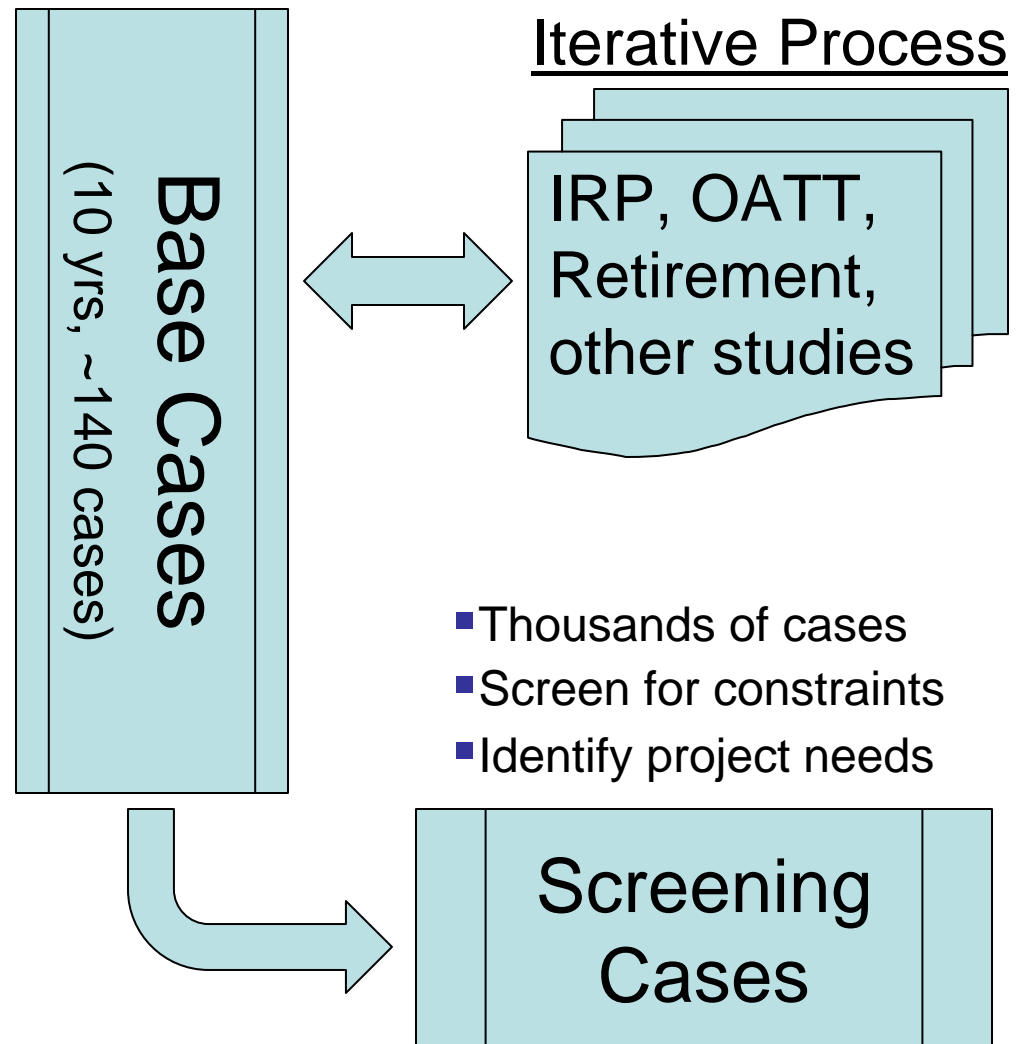 Iterative Process
Base Cases
(10 yrs, ~140 cases)
IRP, OATT,
Retirement,
other studies
▪Thousands of cases
▪Screen for constraints
▪Identify project needs
Screening
Cases